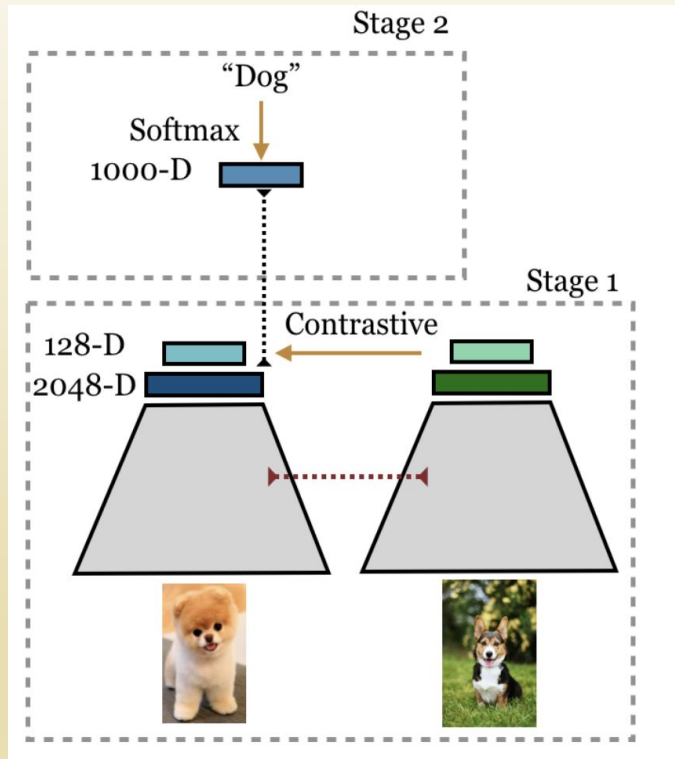 Stage 2
“Dog”
Softmax
1000-D
Stage 1
Contrastive
128-D
2048-D